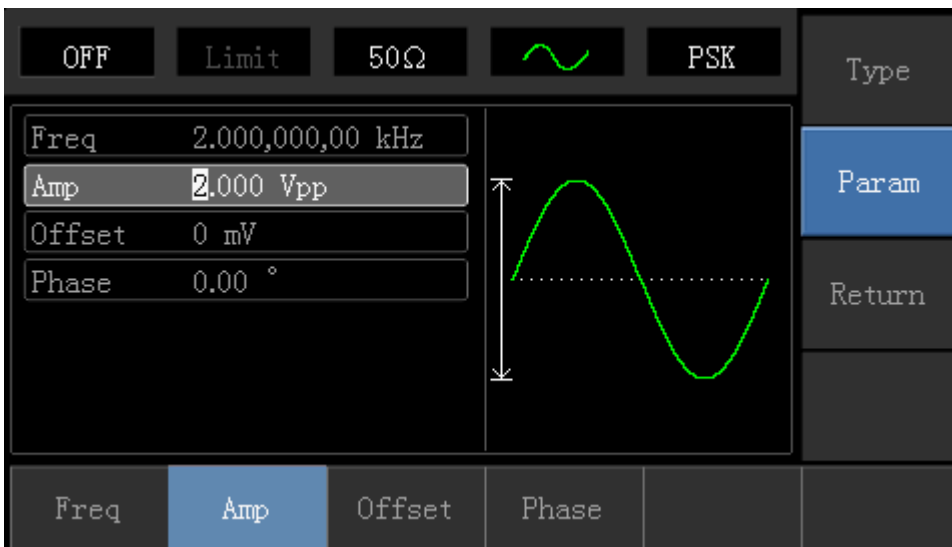 OFF Limit 50Ω PSK
Type
Freq 2.000,000,00 kHz
Amp 2.000 Vpp
Param
Offset 0 mV
Phase 0.00 °
Return
Freq Amp Offset Phase